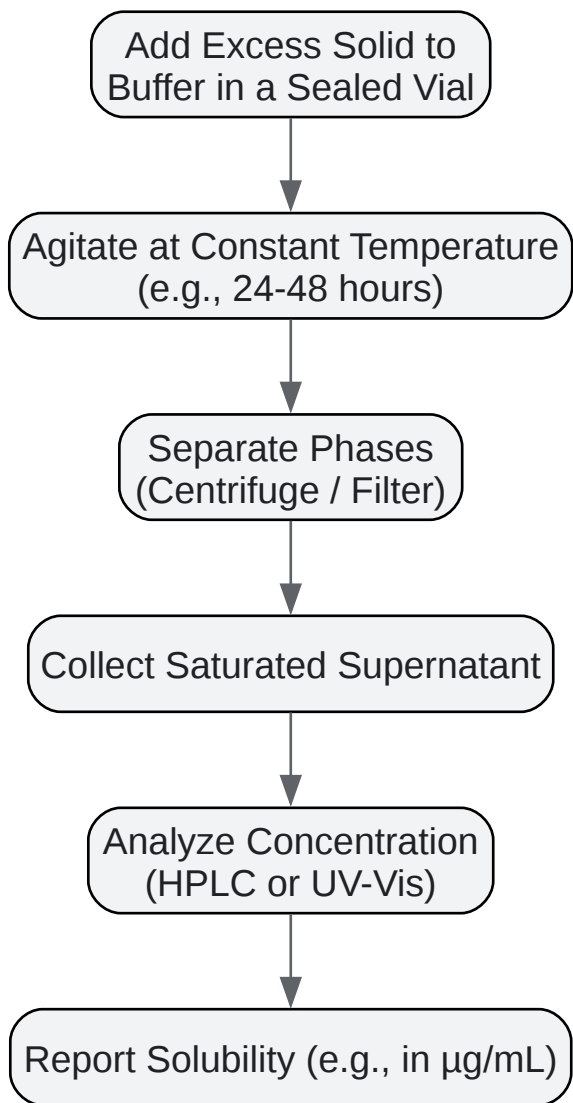 Add Excess Solid to
Buffer in a Sealed Vial
Agitate at Constant Temperature
(e.g., 24-48 hours)
Separate Phases
(Centrifuge / Filter)
Collect Saturated Supernatant
Analyze Concentration
(HPLC or UV-Vis)
Report Solubility (e.g., in µg/mL)